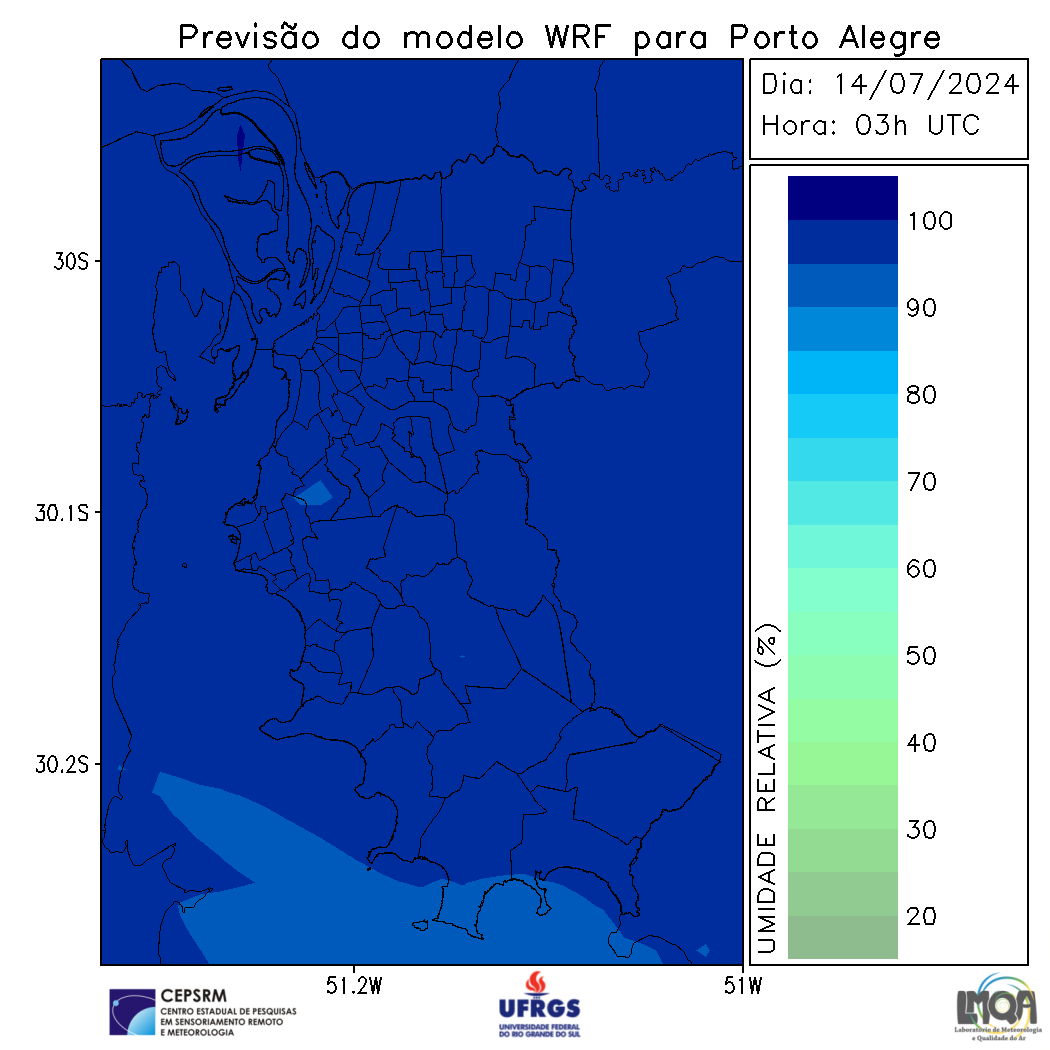 Previsão do modelo WRF para Porto Alegre
Dia: 14/07/2024
Hora: 03h UTC
30S
30.1S
30.2S
51.2W
51W
UMIDADE RELATIVA (%)
100
90
80
70
60
50
40
30
20
CEPSRM
CENTRO ESTADUAL DE PESQUISAS
EM SENSORIAMENTO REMOTO
E METEOROLOGIA
UFRGS
UNIVERSIDADE FEDERAL
DO RIO GRANDE DO SUL
LMQA
Laboratório de Meteorologia
e Qualidade do Ar